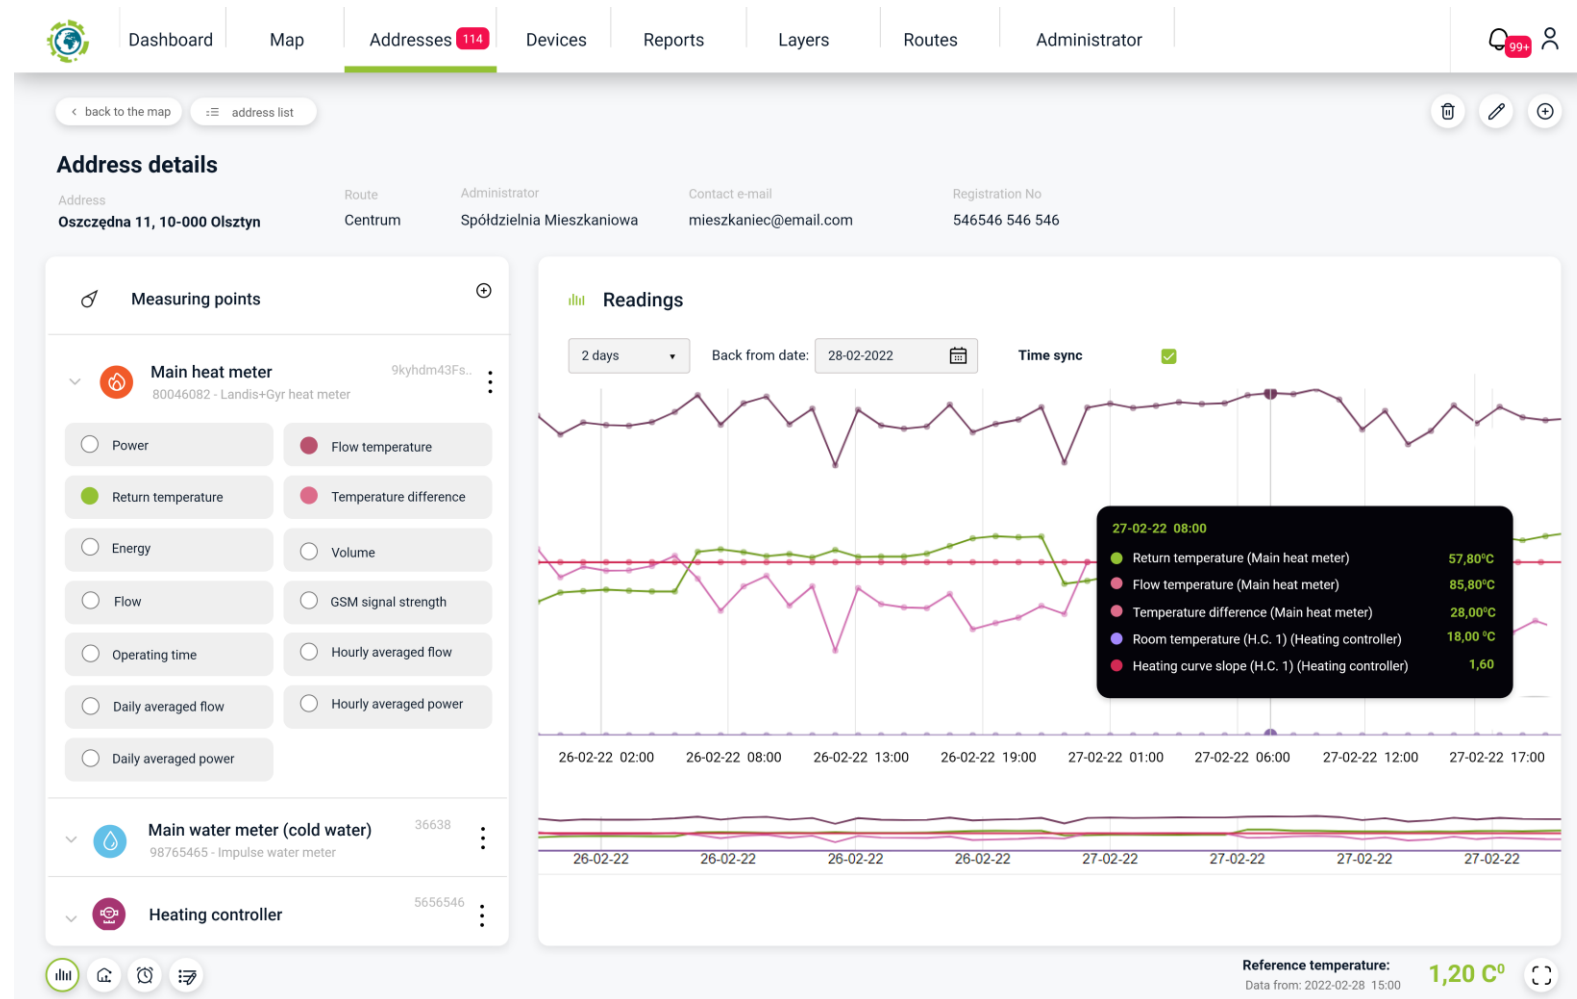 Dashboard Map Addresses 114 Devices Reports Layers Routes Administrator 99+
< back to the map address list
Address details
Address Route Administrator Contact e-mail Registration No
Oszczędna 11, 10-000 Olsztyn Centrum Spółdzielnia Mieszkaniowa mieszkaniec@email.com 546546 546 546
Measuring points
Main heat meter 9kyhdm43Fs..
80046082 - Landis+Gyr heat meter
Power Flow temperature
Return temperature Temperature difference
Energy Volume
Flow GSM signal strength
Operating time Hourly averaged flow
Daily averaged flow Hourly averaged power
Daily averaged power
Main water meter (cold water) 36638
98765465 - Impulse water meter
Heating controller 5656546
Readings
2 days Back from date: 28-02-2022 Time sync
27-02-22 08:00
Return temperature (Main heat meter) 57,80°C
Flow temperature (Main heat meter) 85,80°C
Temperature difference (Main heat meter) 28,00°C
Room temperature (H.C. 1) (Heating controller) 18,00 °C
Heating curve slope (H.C. 1) (Heating controller) 1,60
26-02-22 02:00 26-02-22 08:00 26-02-22 13:00 26-02-22 19:00 27-02-22 01:00 27-02-22 06:00 27-02-22 12:00 27-02-22 17:00
26-02-22 26-02-22 26-02-22 26-02-22 27-02-22 27-02-22 27-02-22 27-02-22
Reference temperature: 1,20 C⁰
Data from: 2022-02-28 15:00